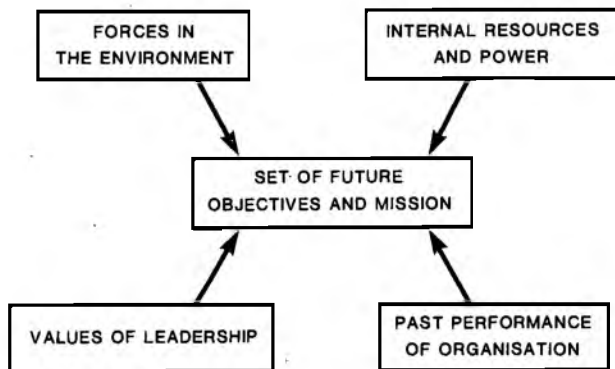 FORCES IN
THE ENVIRONMENT
INTERNAL RESOURCES
AND POWER
SET OF FUTURE
OBJECTIVES AND MISSION
VALUES OF LEADERSHIP
PAST PERFORMANCE
OF ORGANISATION